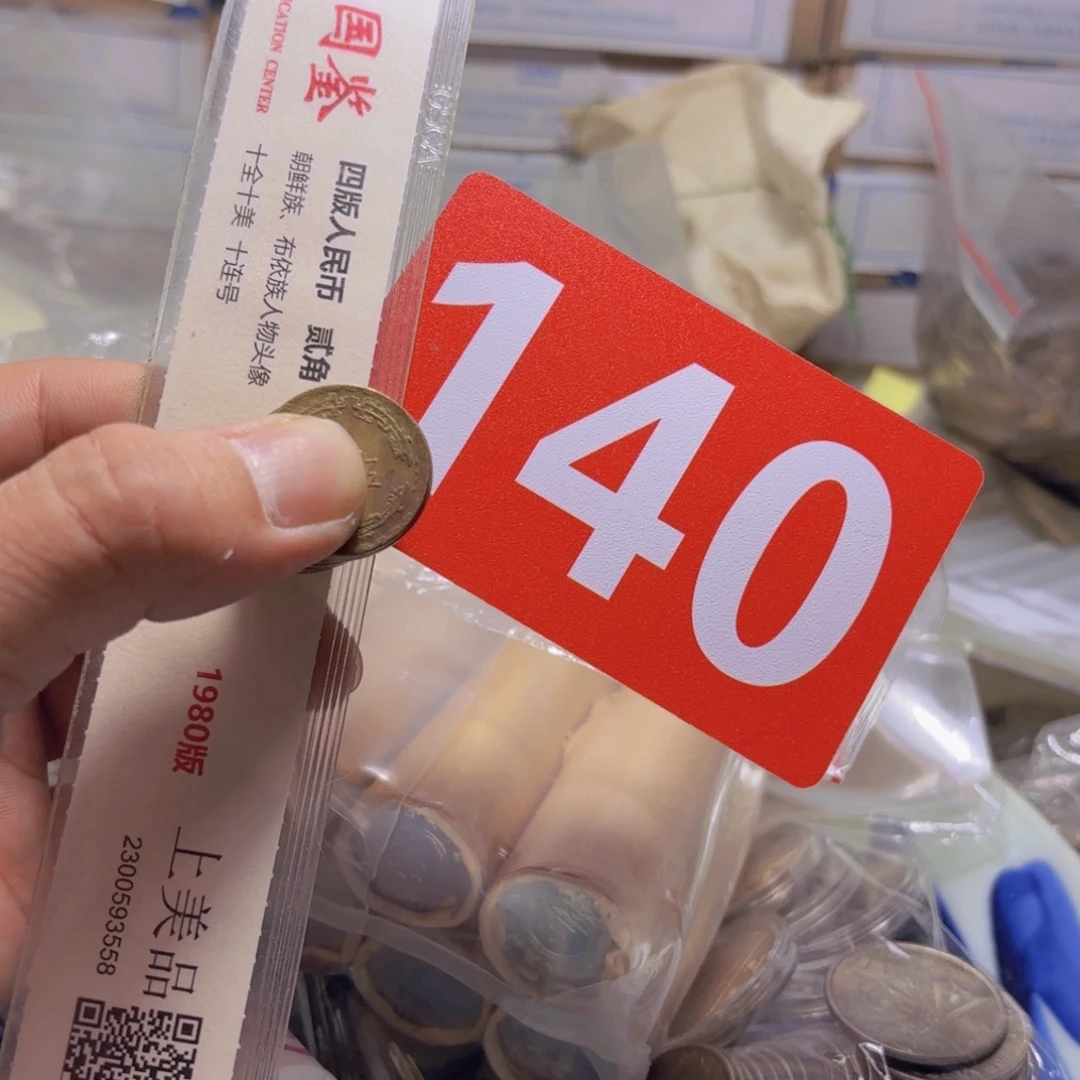 国鉴
ICATION CENTER
四版人民币 贰角
朝鲜族、布依族人物头像
十全十美 十连号
140
1980版
上美品
2300593558